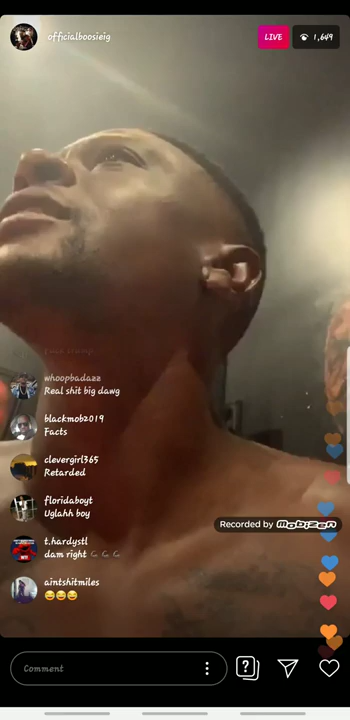 officialboosieig
LIVE
1,649
whoopbadazz
Real shit big dawg
blackmob2019
Facts
clevergirl365
Retarded
floridaboyt
Uglahh boy
Recorded by Mobizen
t.hardystl
dam right
aintshitmiles
😂😂😂
Comment